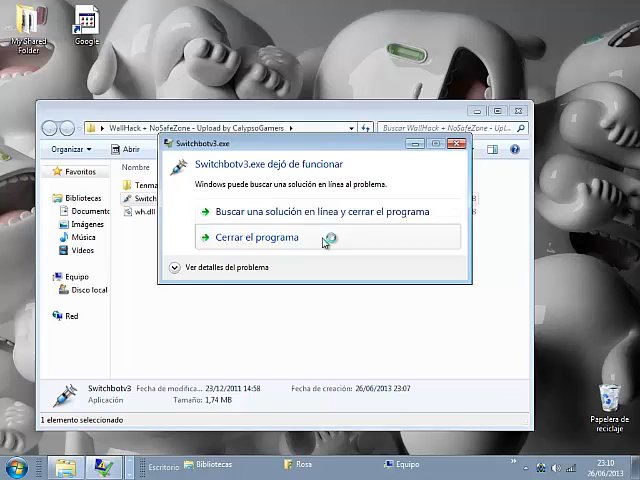 My Shared
Folder
Google
WallHack + NoSafeZone - Upload by CalypsoGamers
Buscar WallHack + NoSafeZone - Upl...
Organizar
Abrir
Favoritos
Bibliotecas
Documento
Imágenes
Música
Vídeos
Equipo
Disco local
Red
Nombre
Tenma
Switch
wh.dll
Switchbotv3.exe
Switchbotv3.exe dejó de funcionar
Windows puede buscar una solución en línea al problema.
Buscar una solución en línea y cerrar el programa
Cerrar el programa
Ver detalles del problema
Switchbotv3
Fecha de modifica... 23/12/2011 14:58
Fecha de creación: 26/06/2013 23:07
Aplicación
Tamaño: 1,74 MB
1 elemento seleccionado
Papelera de
reciclaje
Escritorio
Bibliotecas
Rosa
Equipo
23:10
26/06/2013